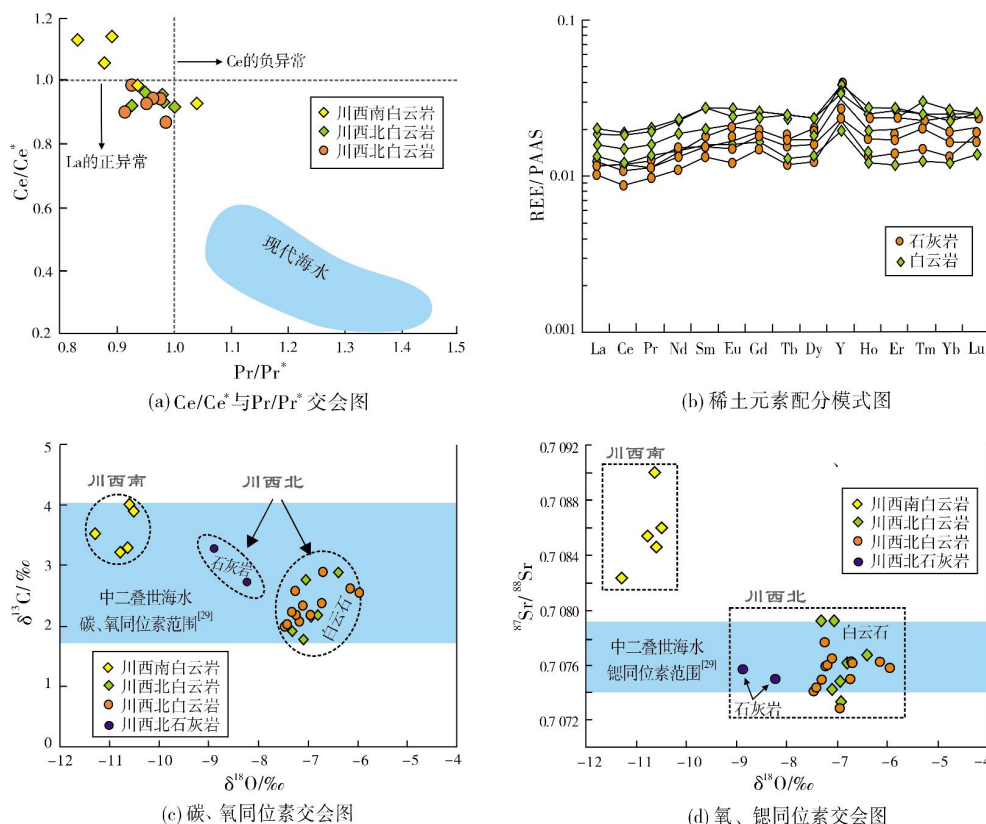 1.2
1.0
0.8
0.6
0.4
0.2
Ce/Ce*
Ce的负异常
La的正异常
川西南白云岩
川西北白云岩
川西北白云岩
现代海水
0.8 0.9 1.0 1.1 1.2 1.3 1.4 1.5
Pr/Pr*
(a) Ce/Ce*与Pr/Pr* 交会图
0.1
0.01
0.001
REE/PAAS
石灰岩
白云岩
La Ce Pr Nd Sm Eu Gd Tb Dy Y Ho Er Tm Yb Lu
(b) 稀土元素配分模式图
5
4
3
2
1
0
δ13C/‰
川西南
川西北
石灰岩
白云石
中二叠世海水
碳、氧同位素范围[29]
川西南白云岩
川西北白云岩
川西北白云岩
川西北石灰岩
-12 -11 -10 -9 -8 -7 -6 -5 -4
δ18O/‰
(c) 碳、氧同位素交会图
0.7092
0.7088
0.7084
0.7080
0.7076
0.7072
87Sr/88Sr
川西南
川西南白云岩
川西北白云岩
川西北白云岩
川西北石灰岩
川西北
白云石
中二叠世海水
锶同位素范围[29]
石灰岩
-12 -11 -10 -9 -8 -7 -6 -5 -4
δ18O/‰
(d) 氧、锶同位素交会图